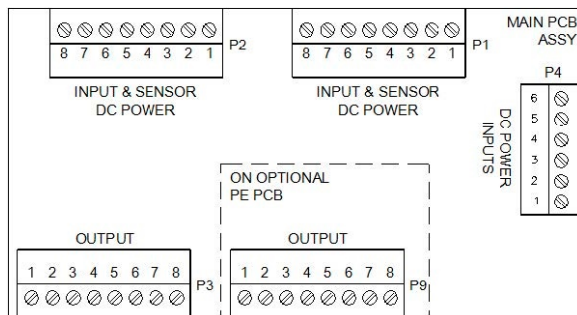 8 7 6 5 4 3 2 1 P2
INPUT & SENSOR
DC POWER
8 7 6 5 4 3 2 1 P1
INPUT & SENSOR
DC POWER
MAIN PCB
ASSY
P4
6
5
4
3
2
1
DC POWER
INPUTS
ON OPTIONAL
PE PCB
OUTPUT
1 2 3 4 5 6 7 8 P3
OUTPUT
1 2 3 4 5 6 7 8 P9